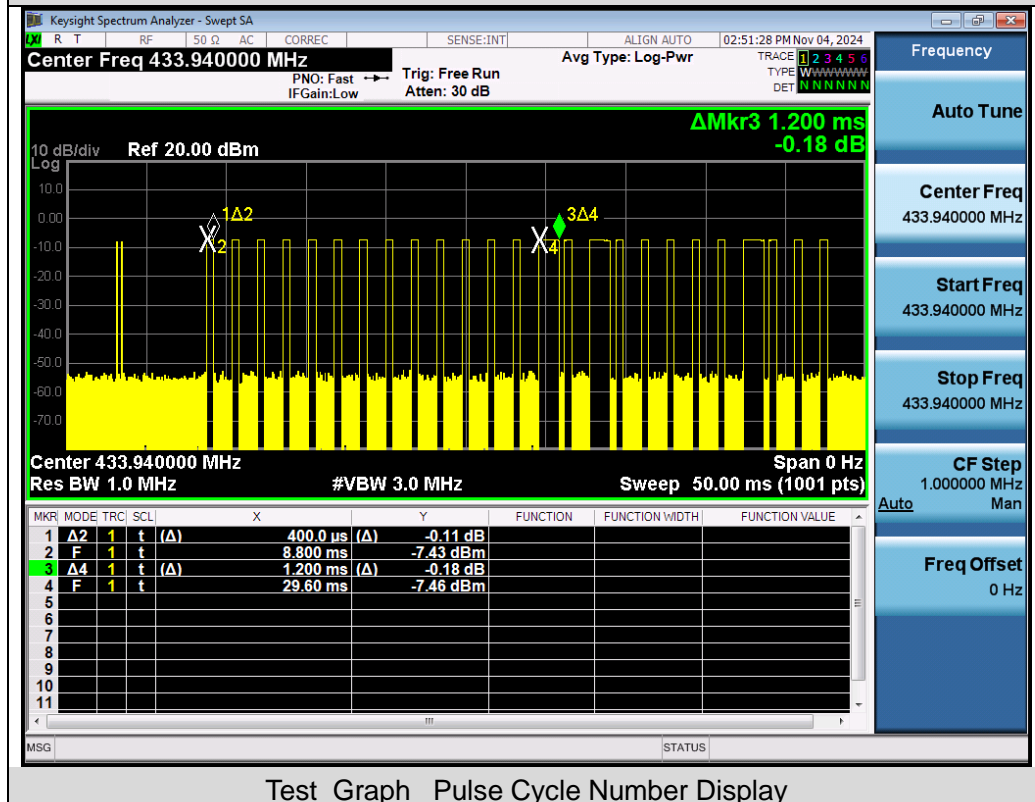 Keysight Spectrum Analyzer - Swept SA
LXI R T RF 50 Ω AC CORREC SENSE:INT ALIGN AUTO 02:51:28 PM Nov 04, 2024
Center Freq 433.940000 MHz
PNO: Fast
IFGain:Low
Trig: Free Run
Atten: 30 dB
Avg Type: Log-Pwr
TRACE 1 2 3 4 5 6
TYPE WWWWWW
DET N N N N N N
ΔMkr3 1.200 ms
-0.18 dB
10 dB/div Ref 20.00 dBm
Log
10.0
0.00
-10.0
-20.0
-30.0
-40.0
-50.0
-60.0
-70.0
1Δ2
2
3Δ4
4
Center 433.940000 MHz Span 0 Hz
Res BW 1.0 MHz #VBW 3.0 MHz Sweep 50.00 ms (1001 pts)
MKR MODE TRC SCL X Y FUNCTION FUNCTION WIDTH FUNCTION VALUE
1 Δ2 1 t (Δ) 400.0 µs (Δ) -0.11 dB
2 F 1 t 8.800 ms -7.43 dBm
3 Δ4 1 t (Δ) 1.200 ms (Δ) -0.18 dB
4 F 1 t 29.60 ms -7.46 dBm
5
6
7
8
9
10
11
MSG STATUS
Frequency
Auto Tune
Center Freq
433.940000 MHz
Start Freq
433.940000 MHz
Stop Freq
433.940000 MHz
CF Step
1.000000 MHz
Auto Man
Freq Offset
0 Hz
Test Graph Pulse Cycle Number Display